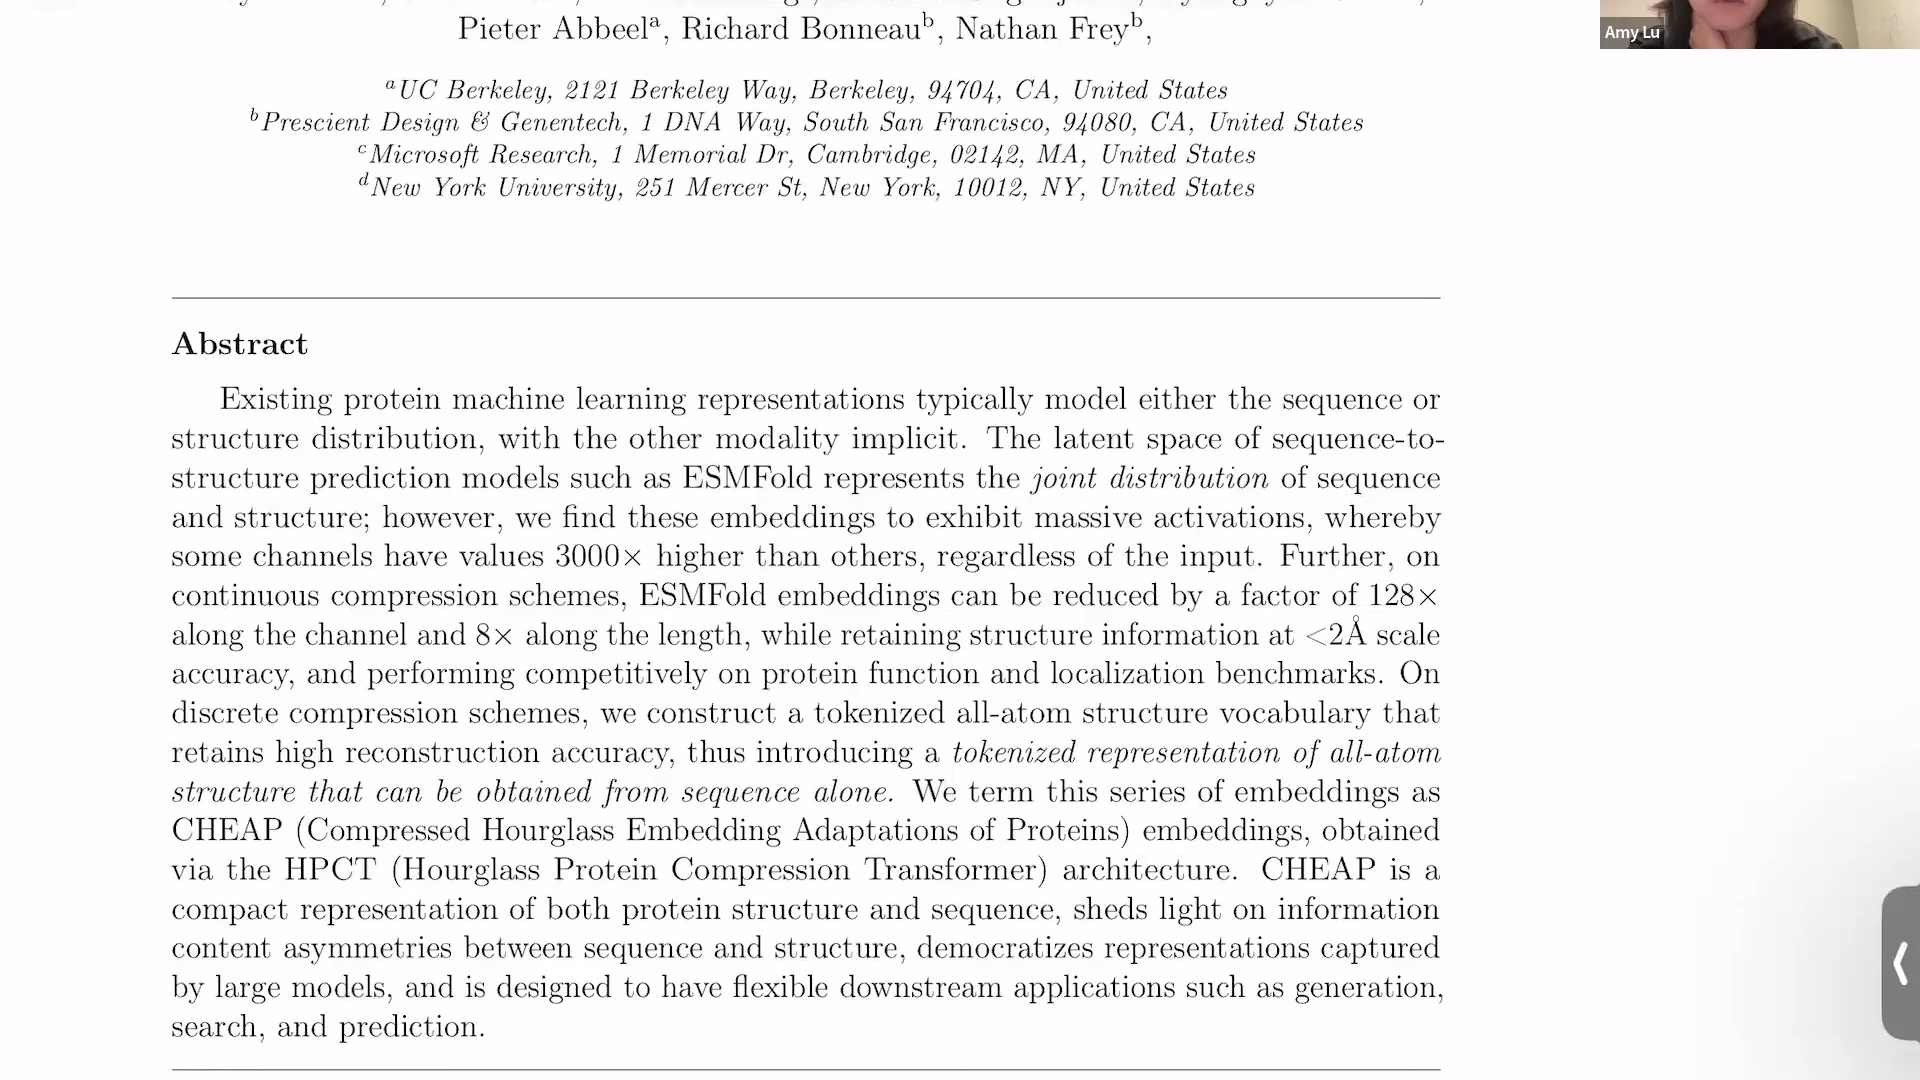 Pieter Abbeelᵃ, Richard Bonneauᵇ, Nathan Freyᵇ,
Amy Lu
ᵃUC Berkeley, 2121 Berkeley Way, Berkeley, 94704, CA, United States
ᵇPrescient Design & Genentech, 1 DNA Way, South San Francisco, 94080, CA, United States
ᶜMicrosoft Research, 1 Memorial Dr, Cambridge, 02142, MA, United States
ᵈNew York University, 251 Mercer St, New York, 10012, NY, United States
Abstract
Existing protein machine learning representations typically model either the sequence or
structure distribution, with the other modality implicit. The latent space of sequence-to-
structure prediction models such as ESMFold represents the joint distribution of sequence
and structure; however, we find these embeddings to exhibit massive activations, whereby
some channels have values 3000× higher than others, regardless of the input. Further, on
continuous compression schemes, ESMFold embeddings can be reduced by a factor of 128×
along the channel and 8× along the length, while retaining structure information at <2Å scale
accuracy, and performing competitively on protein function and localization benchmarks. On
discrete compression schemes, we construct a tokenized all-atom structure vocabulary that
retains high reconstruction accuracy, thus introducing a tokenized representation of all-atom
structure that can be obtained from sequence alone. We term this series of embeddings as
CHEAP (Compressed Hourglass Embedding Adaptations of Proteins) embeddings, obtained
via the HPCT (Hourglass Protein Compression Transformer) architecture. CHEAP is a
compact representation of both protein structure and sequence, sheds light on information
content asymmetries between sequence and structure, democratizes representations captured
by large models, and is designed to have flexible downstream applications such as generation,
search, and prediction.